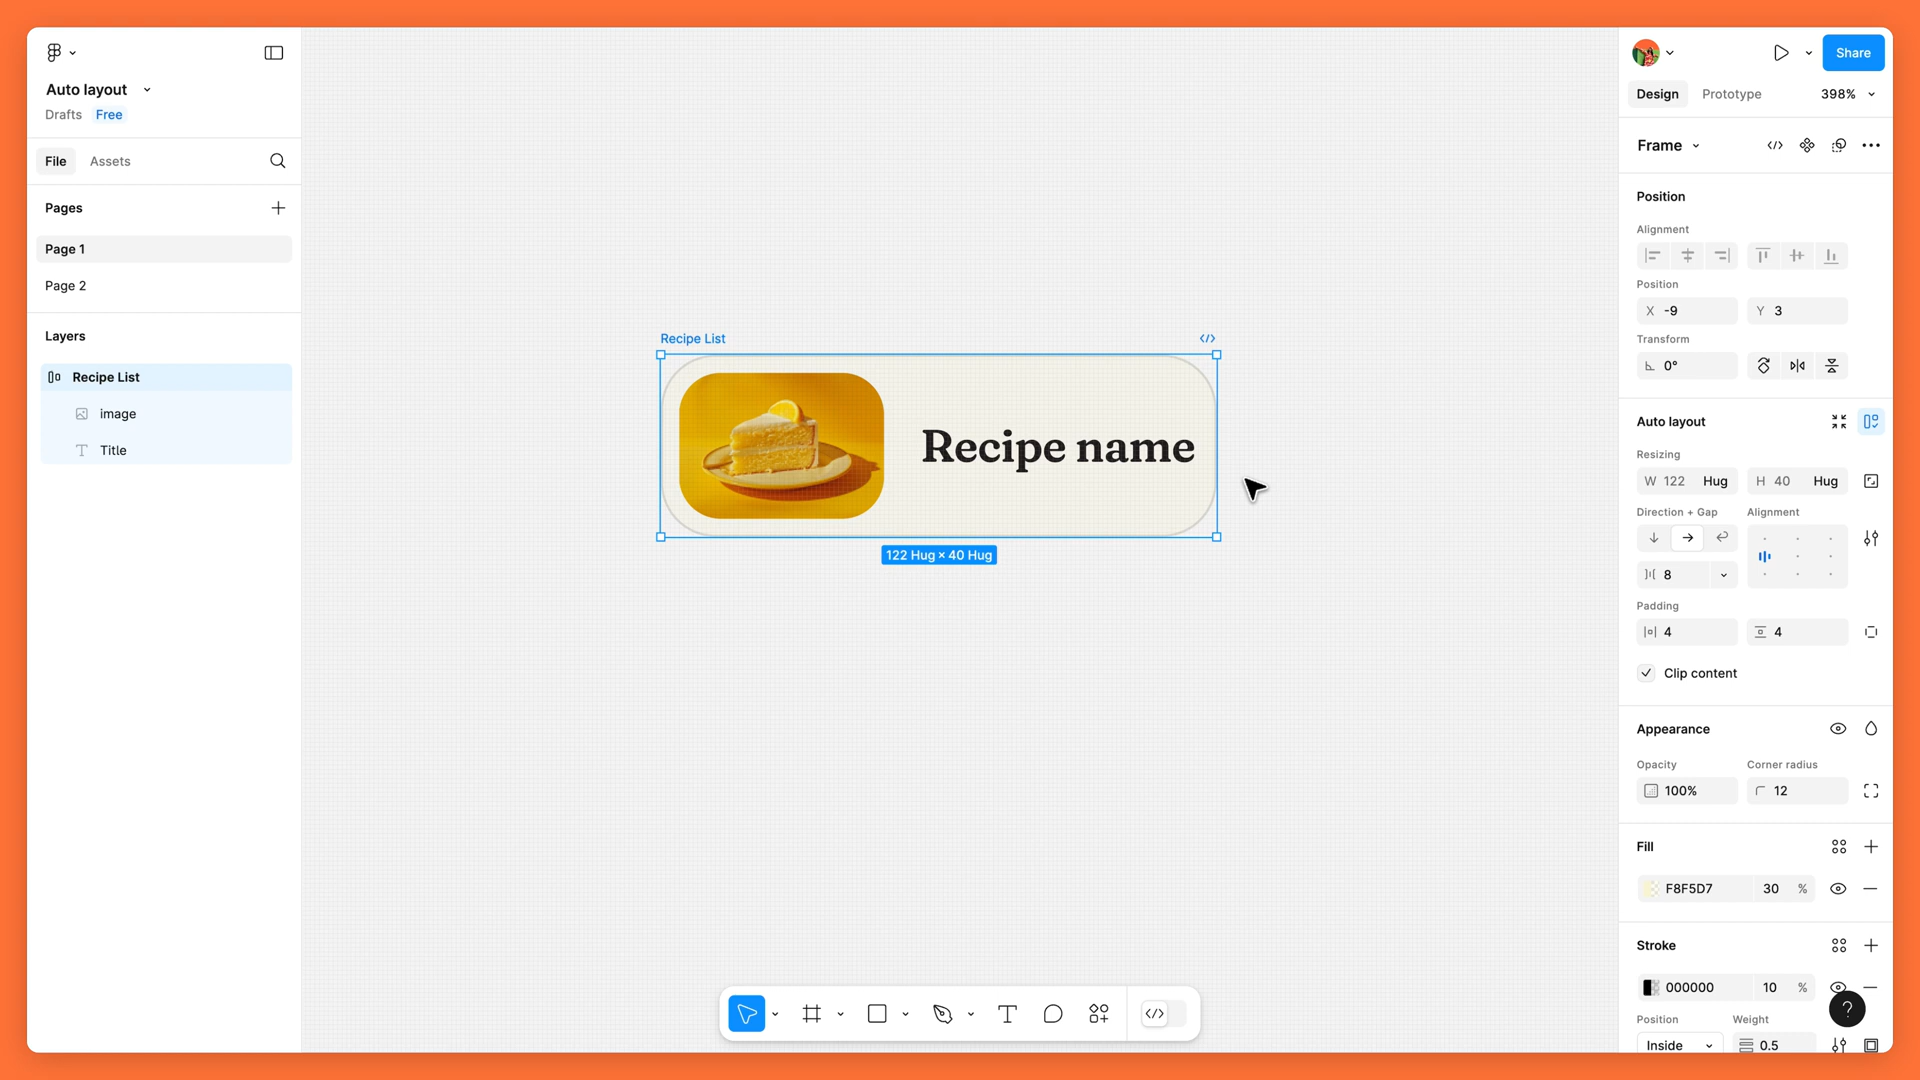 Auto layout
Drafts Free
File Assets
Pages
Page 1
Page 2
Layers
Recipe List
image
Title
Recipe List
Recipe name
122 Hug × 40 Hug
Share
Design Prototype 398%
Frame
Position
Alignment
Position
X -9 Y 3
Transform
0°
Auto layout
Resizing
W 122 Hug H 40 Hug
Direction + Gap Alignment
8
Padding
4 4
Clip content
Appearance
Opacity Corner radius
100% 12
Fill
F8F5D7 30 %
Stroke
000000 10 %
?
Position Weight
Inside 0.5